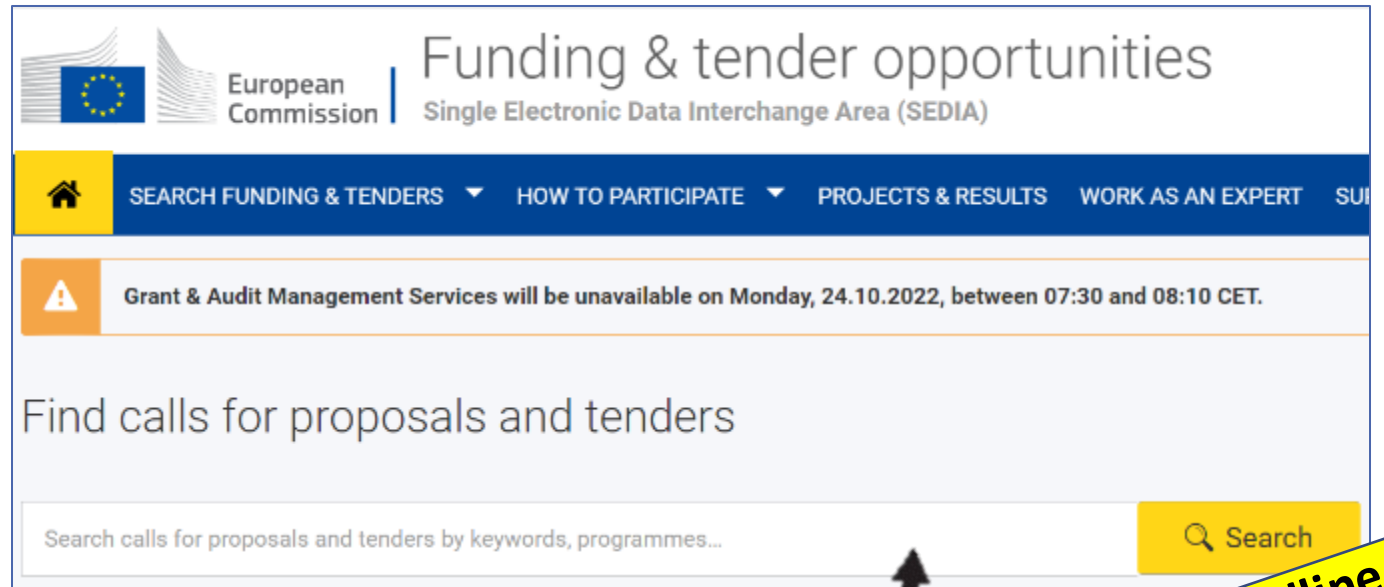 European
Commission
Funding & tender opportunities
Single Electronic Data Interchange Area (SEDIA)
SEARCH FUNDING & TENDERS HOW TO PARTICIPATE PROJECTS & RESULTS WORK AS AN EXPERT
Grant & Audit Management Services will be unavailable on Monday, 24.10.2022, between 07:30 and 08:10 CET.
Find calls for proposals and tenders
Search calls for proposals and tenders by keywords, programmes...
Search